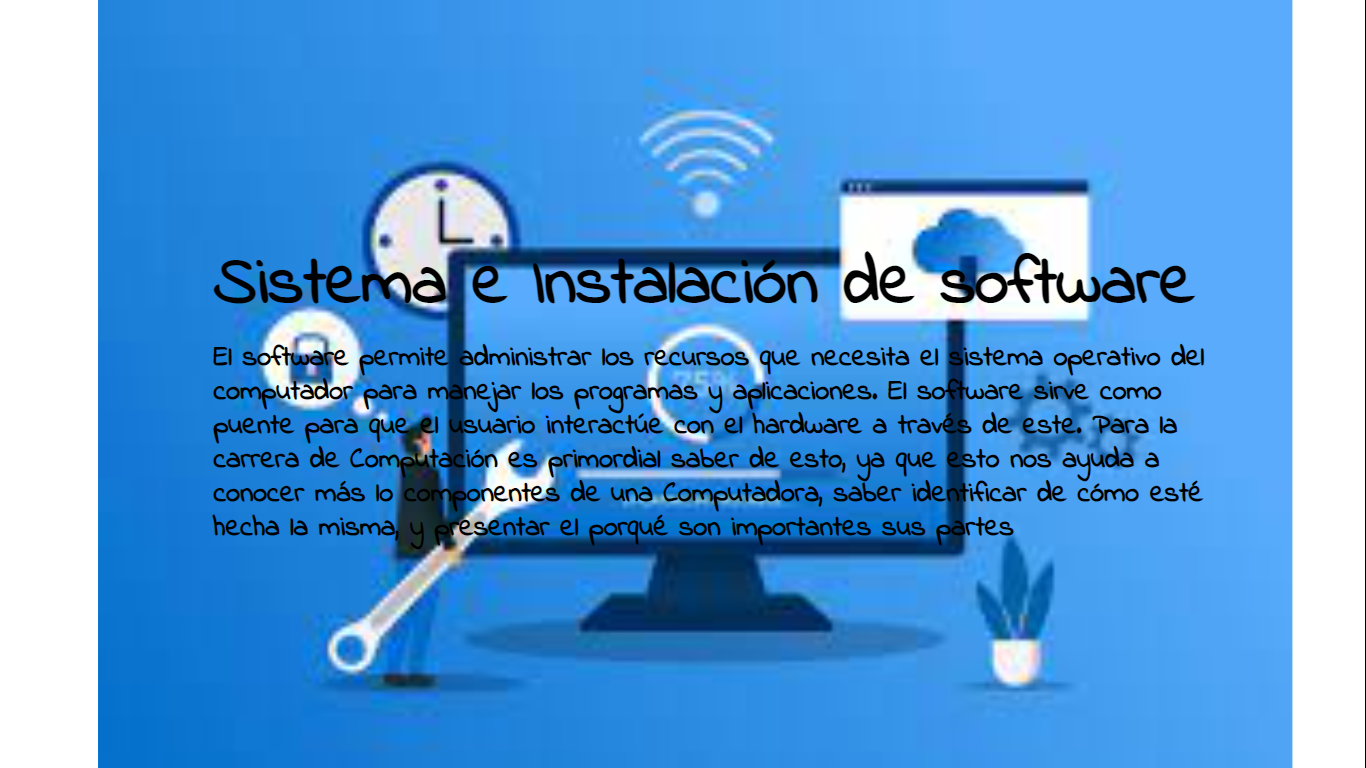 Sistema e Instalación de software
El software permite administrar los recursos que necesita el sistema operativo del
computador para manejar los programas y aplicaciones. El software sirve como
puente para que el usuario interactúe con el hardware a través de este. Para la
carrera de Computación es primordial saber de esto, ya que esto nos ayuda a
conocer más lo componentes de una Computadora, saber identificar de cómo esté
hecha la misma, y presentar el porqué son importantes sus partes